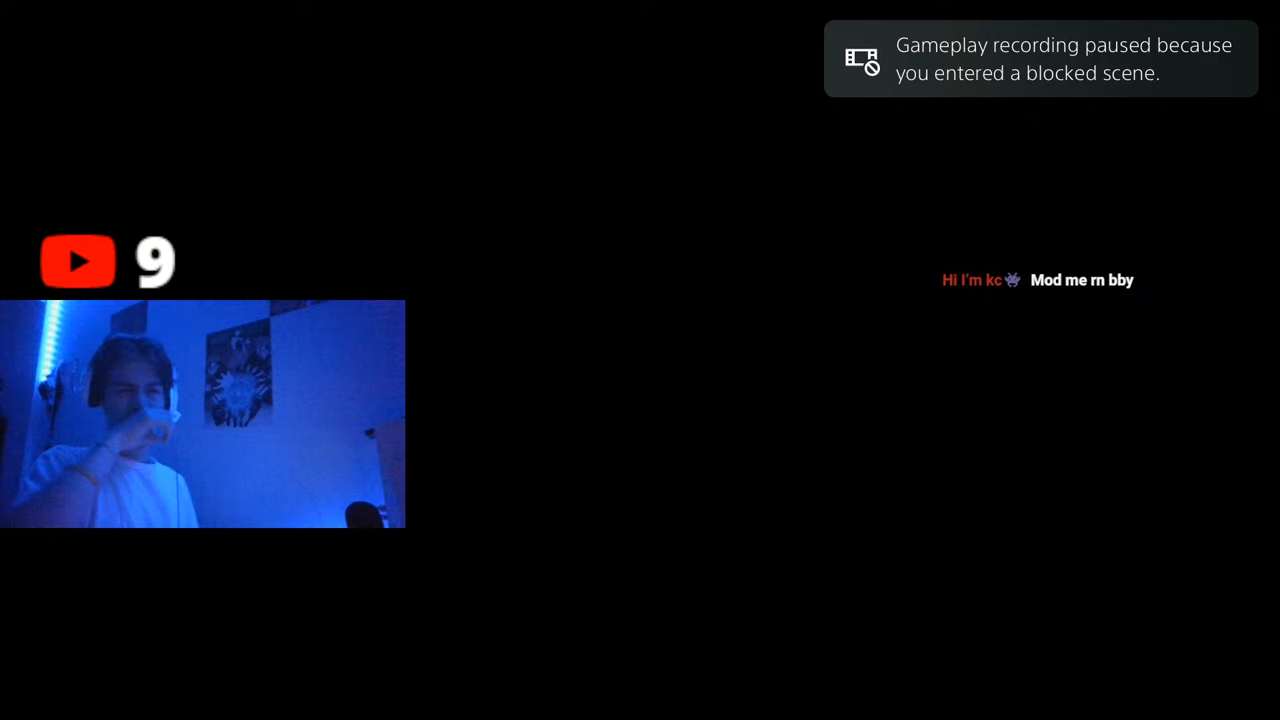 Gameplay recording paused because
you entered a blocked scene.
9
Hi I'm kc👾 Mod me rn bby